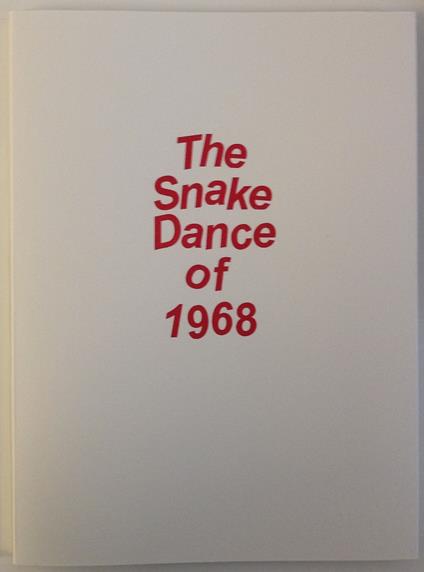 The
Snake
Dance
of
1968